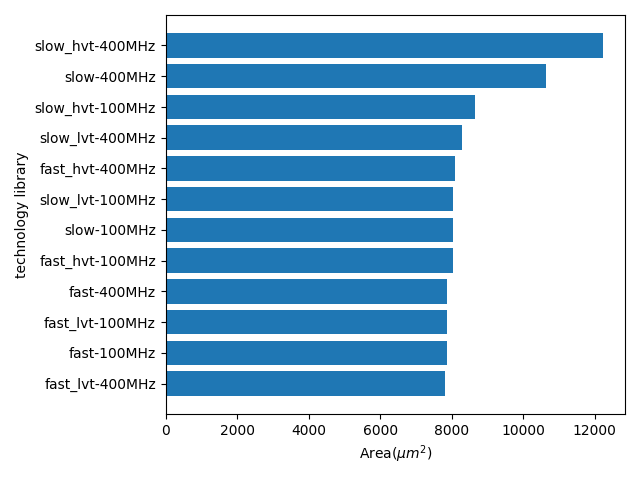 slow_hvt-400MHz
slow-400MHz
slow_hvt-100MHz
slow_lvt-400MHz
fast_hvt-400MHz
slow_lvt-100MHz
slow-100MHz
fast_hvt-100MHz
fast-400MHz
fast_lvt-100MHz
fast-100MHz
fast_lvt-400MHz
technology library
0 2000 4000 6000 8000 10000 12000
Area(μm²)